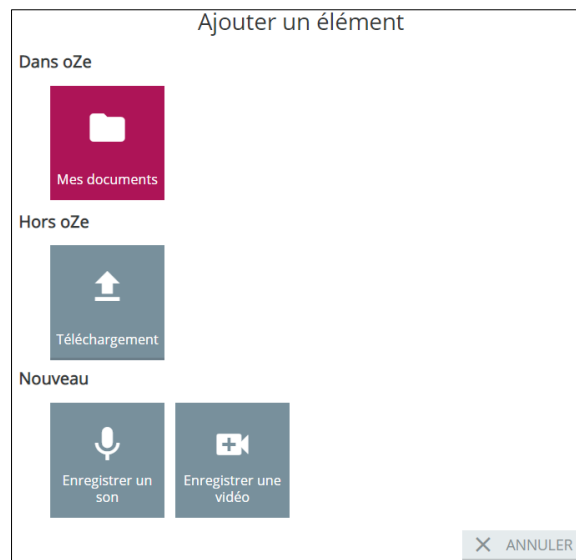 Ajouter un élément
Dans oZe
Mes documents
Hors oZe
Téléchargement
Nouveau
Enregistrer un
son
Enregistrer une
vidéo
ANNULER